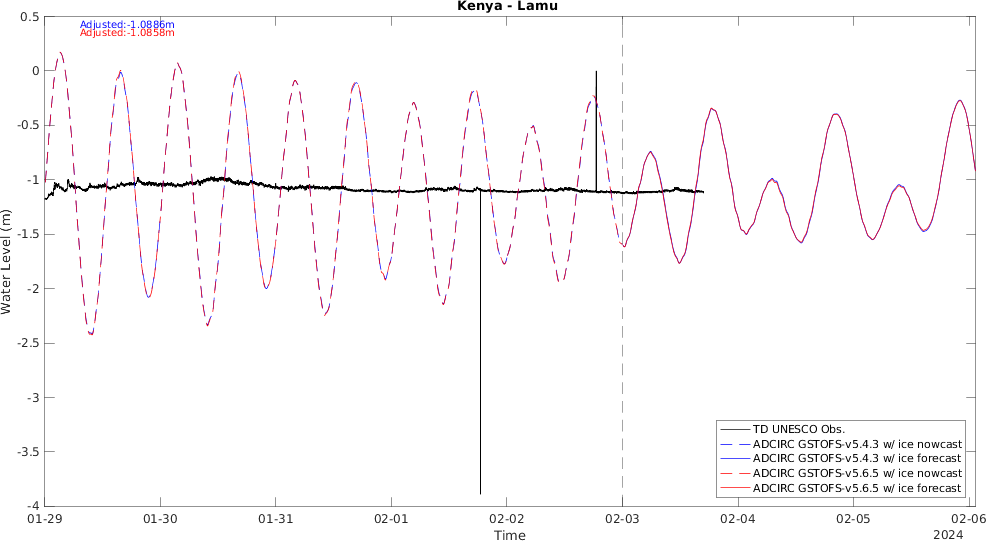 Kenya - Lamu
Adjusted:-1.0886m
Adjusted:-1.0858m
0.5
0
-0.5
-1
-1.5
-2
-2.5
-3
-3.5
-4
Water Level (m)
TD UNESCO Obs.
ADCIRC GSTOFS-v5.4.3 w/ ice nowcast
ADCIRC GSTOFS-v5.4.3 w/ ice forecast
ADCIRC GSTOFS-v5.6.5 w/ ice nowcast
ADCIRC GSTOFS-v5.6.5 w/ ice forecast
01-29 01-30 01-31 02-01 02-02 02-03 02-04 02-05 02-06
Time
2024